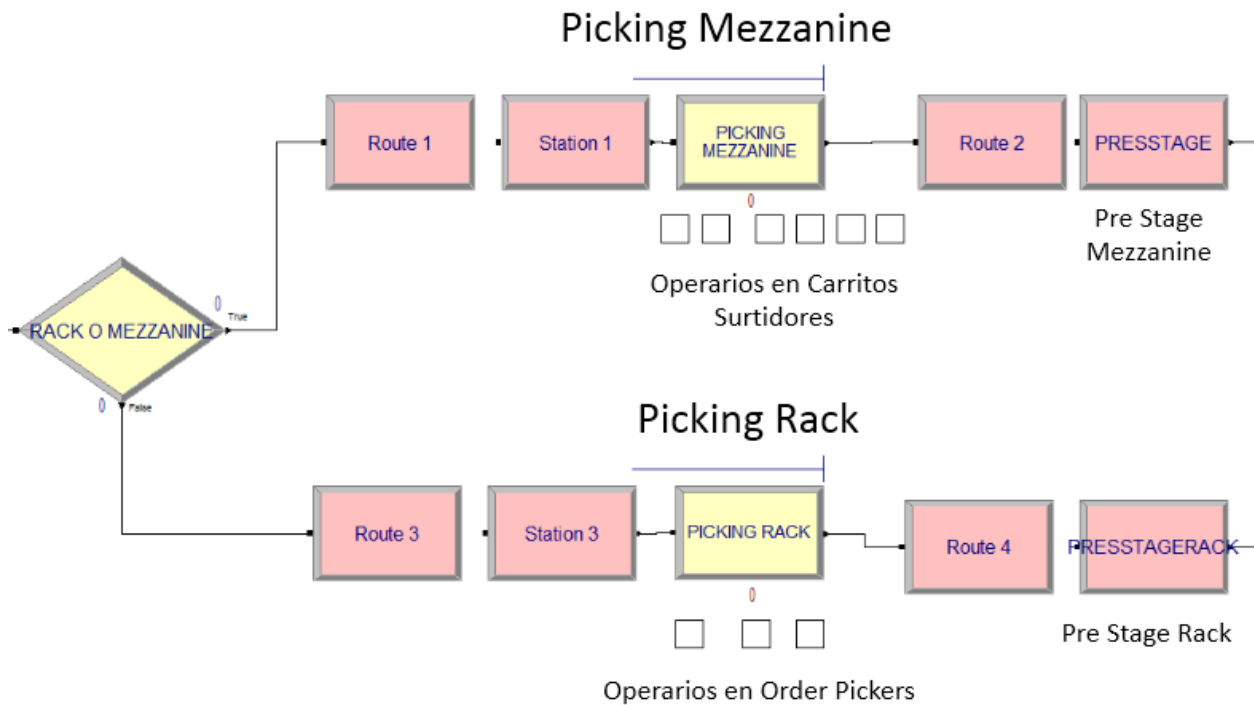 Picking Mezzanine
Route 1
Station 1
PICKING
MEZZANINE
Route 2
PRESSTAGE
0
Pre Stage
Mezzanine
Operarios en Carritos
Surtidores
RACK O MEZZANINE
0
True
0
False
Picking Rack
Route 3
Station 3
PICKING RACK
Route 4
PRESSTAGERACK
0
Pre Stage Rack
Operarios en Order Pickers